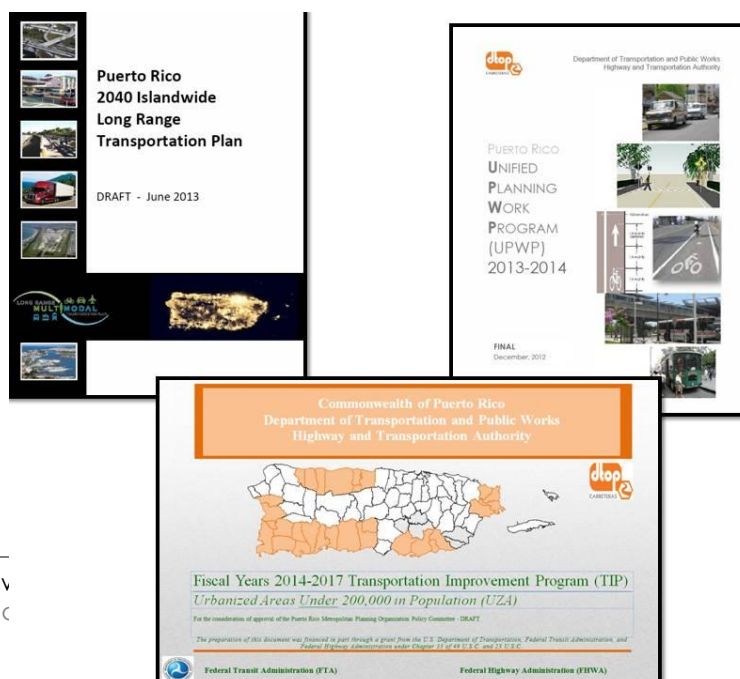 Puerto Rico
2040 Islandwide
Long Range
Transportation Plan
DRAFT - June 2013
LONG RANGE
MULTIMODAL
dtop
CARRETERAS
Department of Transportation and Public Works
Highway and Transportation Authority
PUERTO RICO
UNIFIED
PLANNING
WORK
PROGRAM
(UPWP)
2013-2014
FINAL
December, 2012
Commonwealth of Puerto Rico
Department of Transportation and Public Works
Highway and Transportation Authority
dtop
CARRETERAS
Fiscal Years 2014-2017 Transportation Improvement Program (TIP)
Urbanized Areas Under 200,000 in Population (UZA)
For the consideration of approval of the Puerto Rico Metropolitan Planning Organization Policy Committee - DRAFT
The preparation of this document was financed in part through a grant from the U.S. Department of Transportation, Federal Transit Administration, and
Federal Highway Administration under Chapter 53 of 49 U.S.C. and 23 U.S.C.
Federal Transit Administration (FTA) Federal Highway Administration (FHWA)